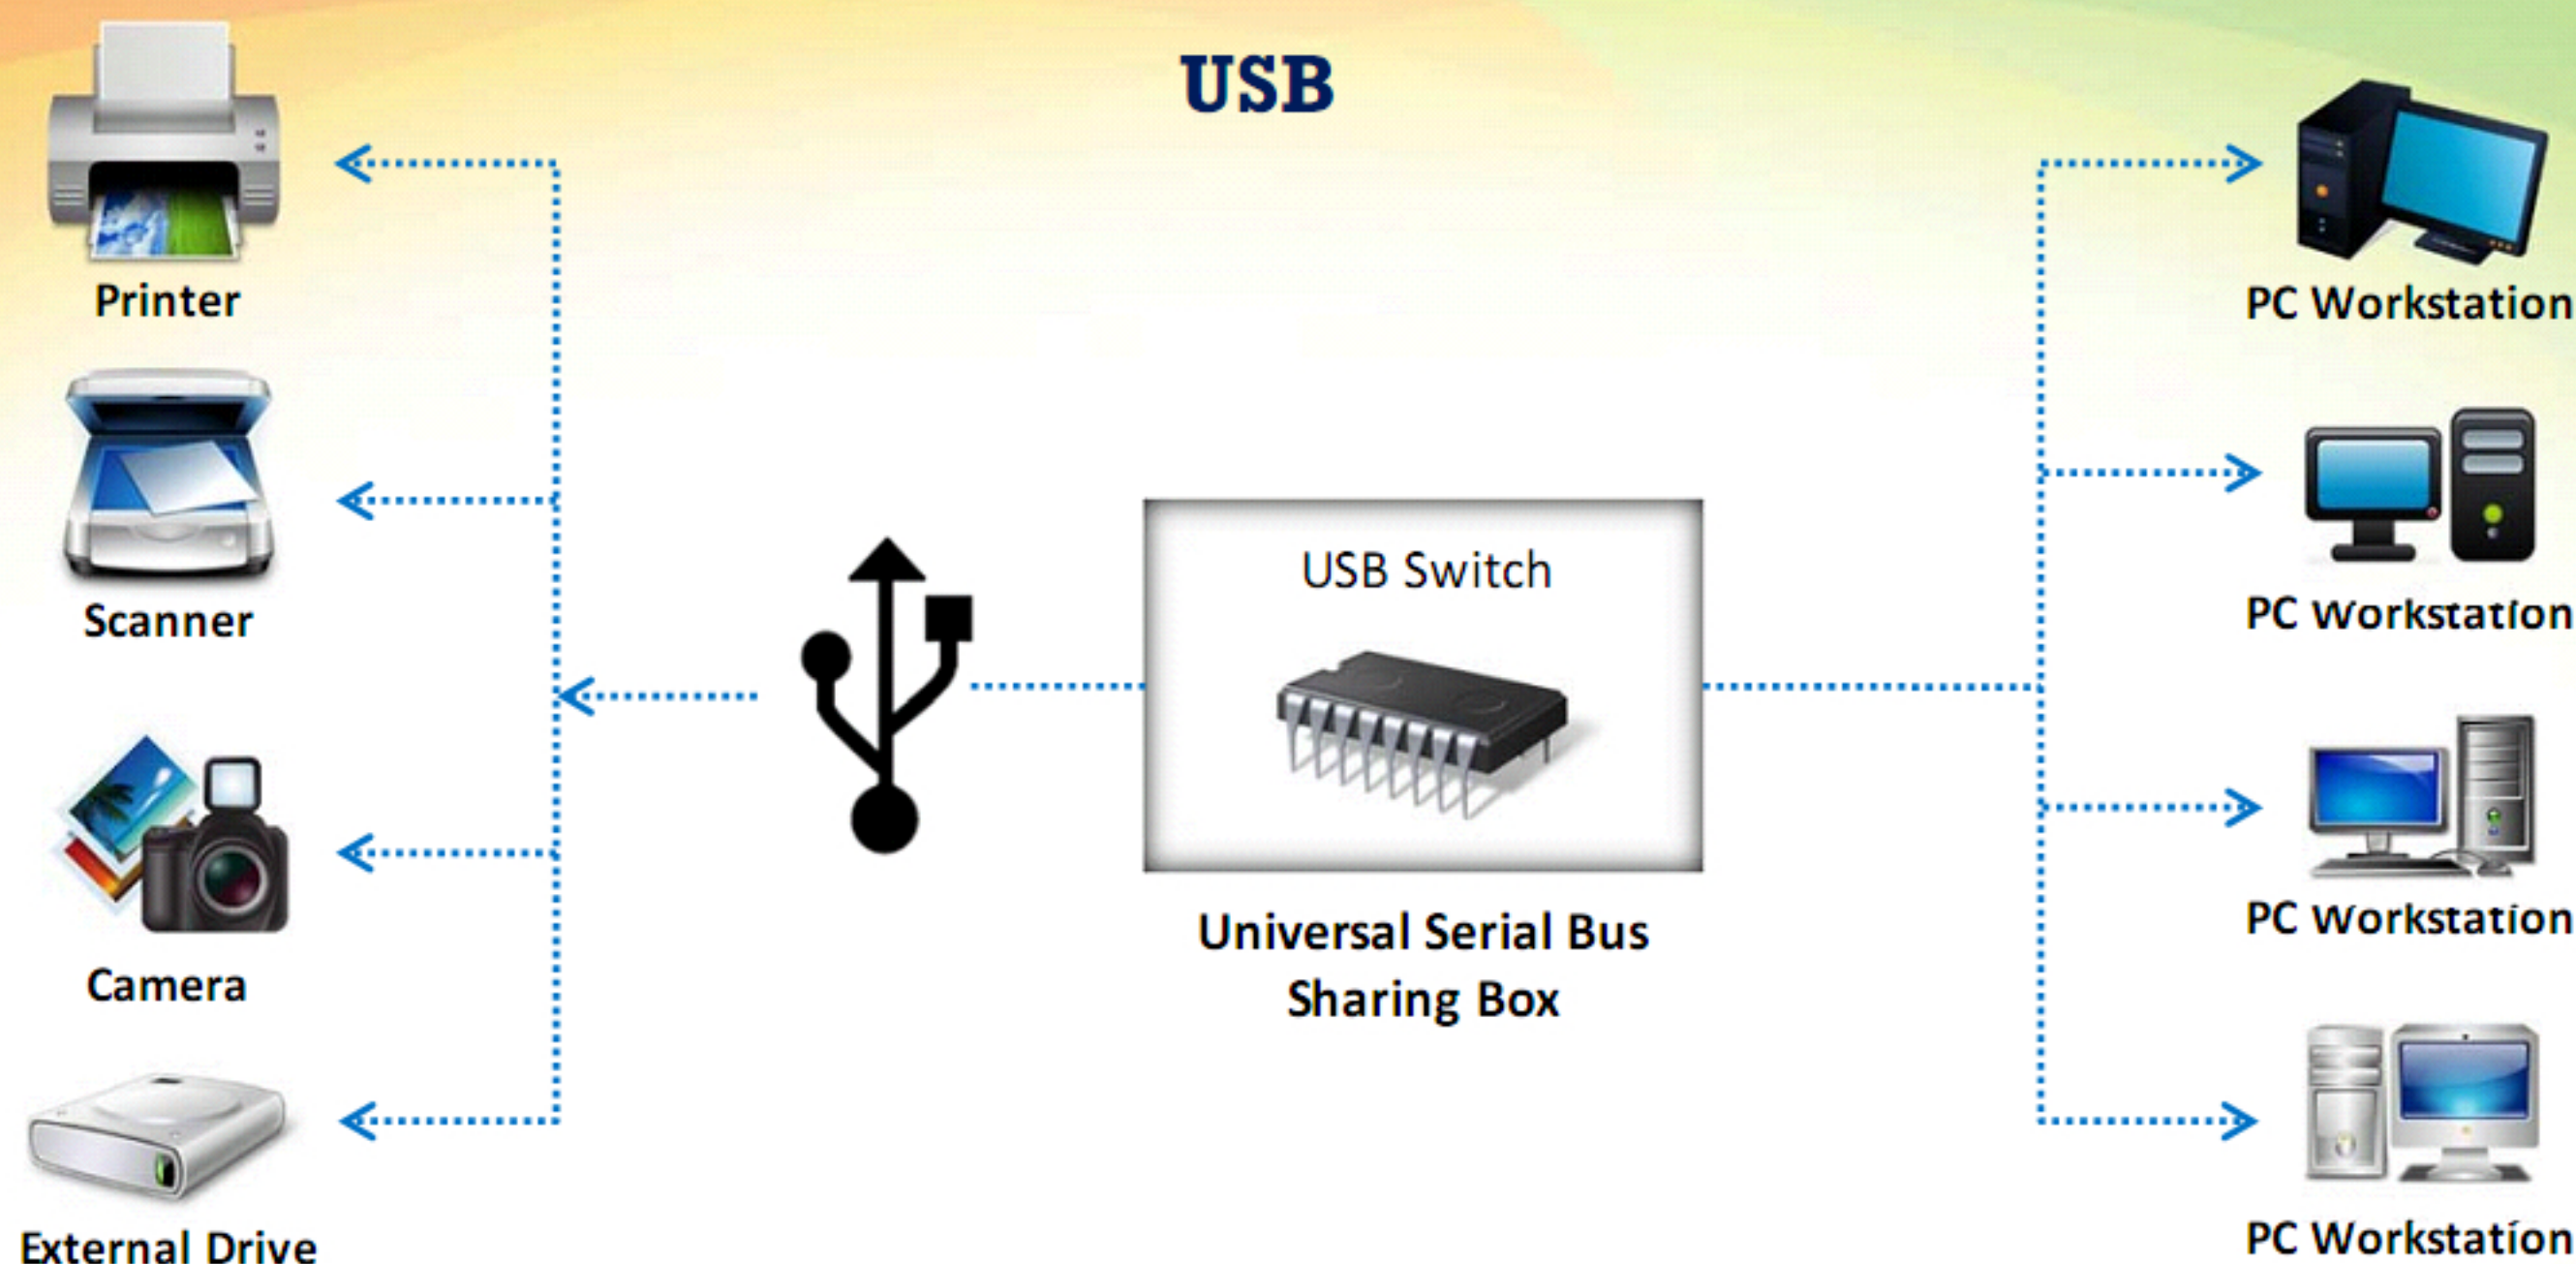 USB
Printer
Scanner
Camera
External Drive
USB Switch
Universal Serial Bus
Sharing Box
PC Workstation
PC Workstation
PC Workstation
PC Workstation